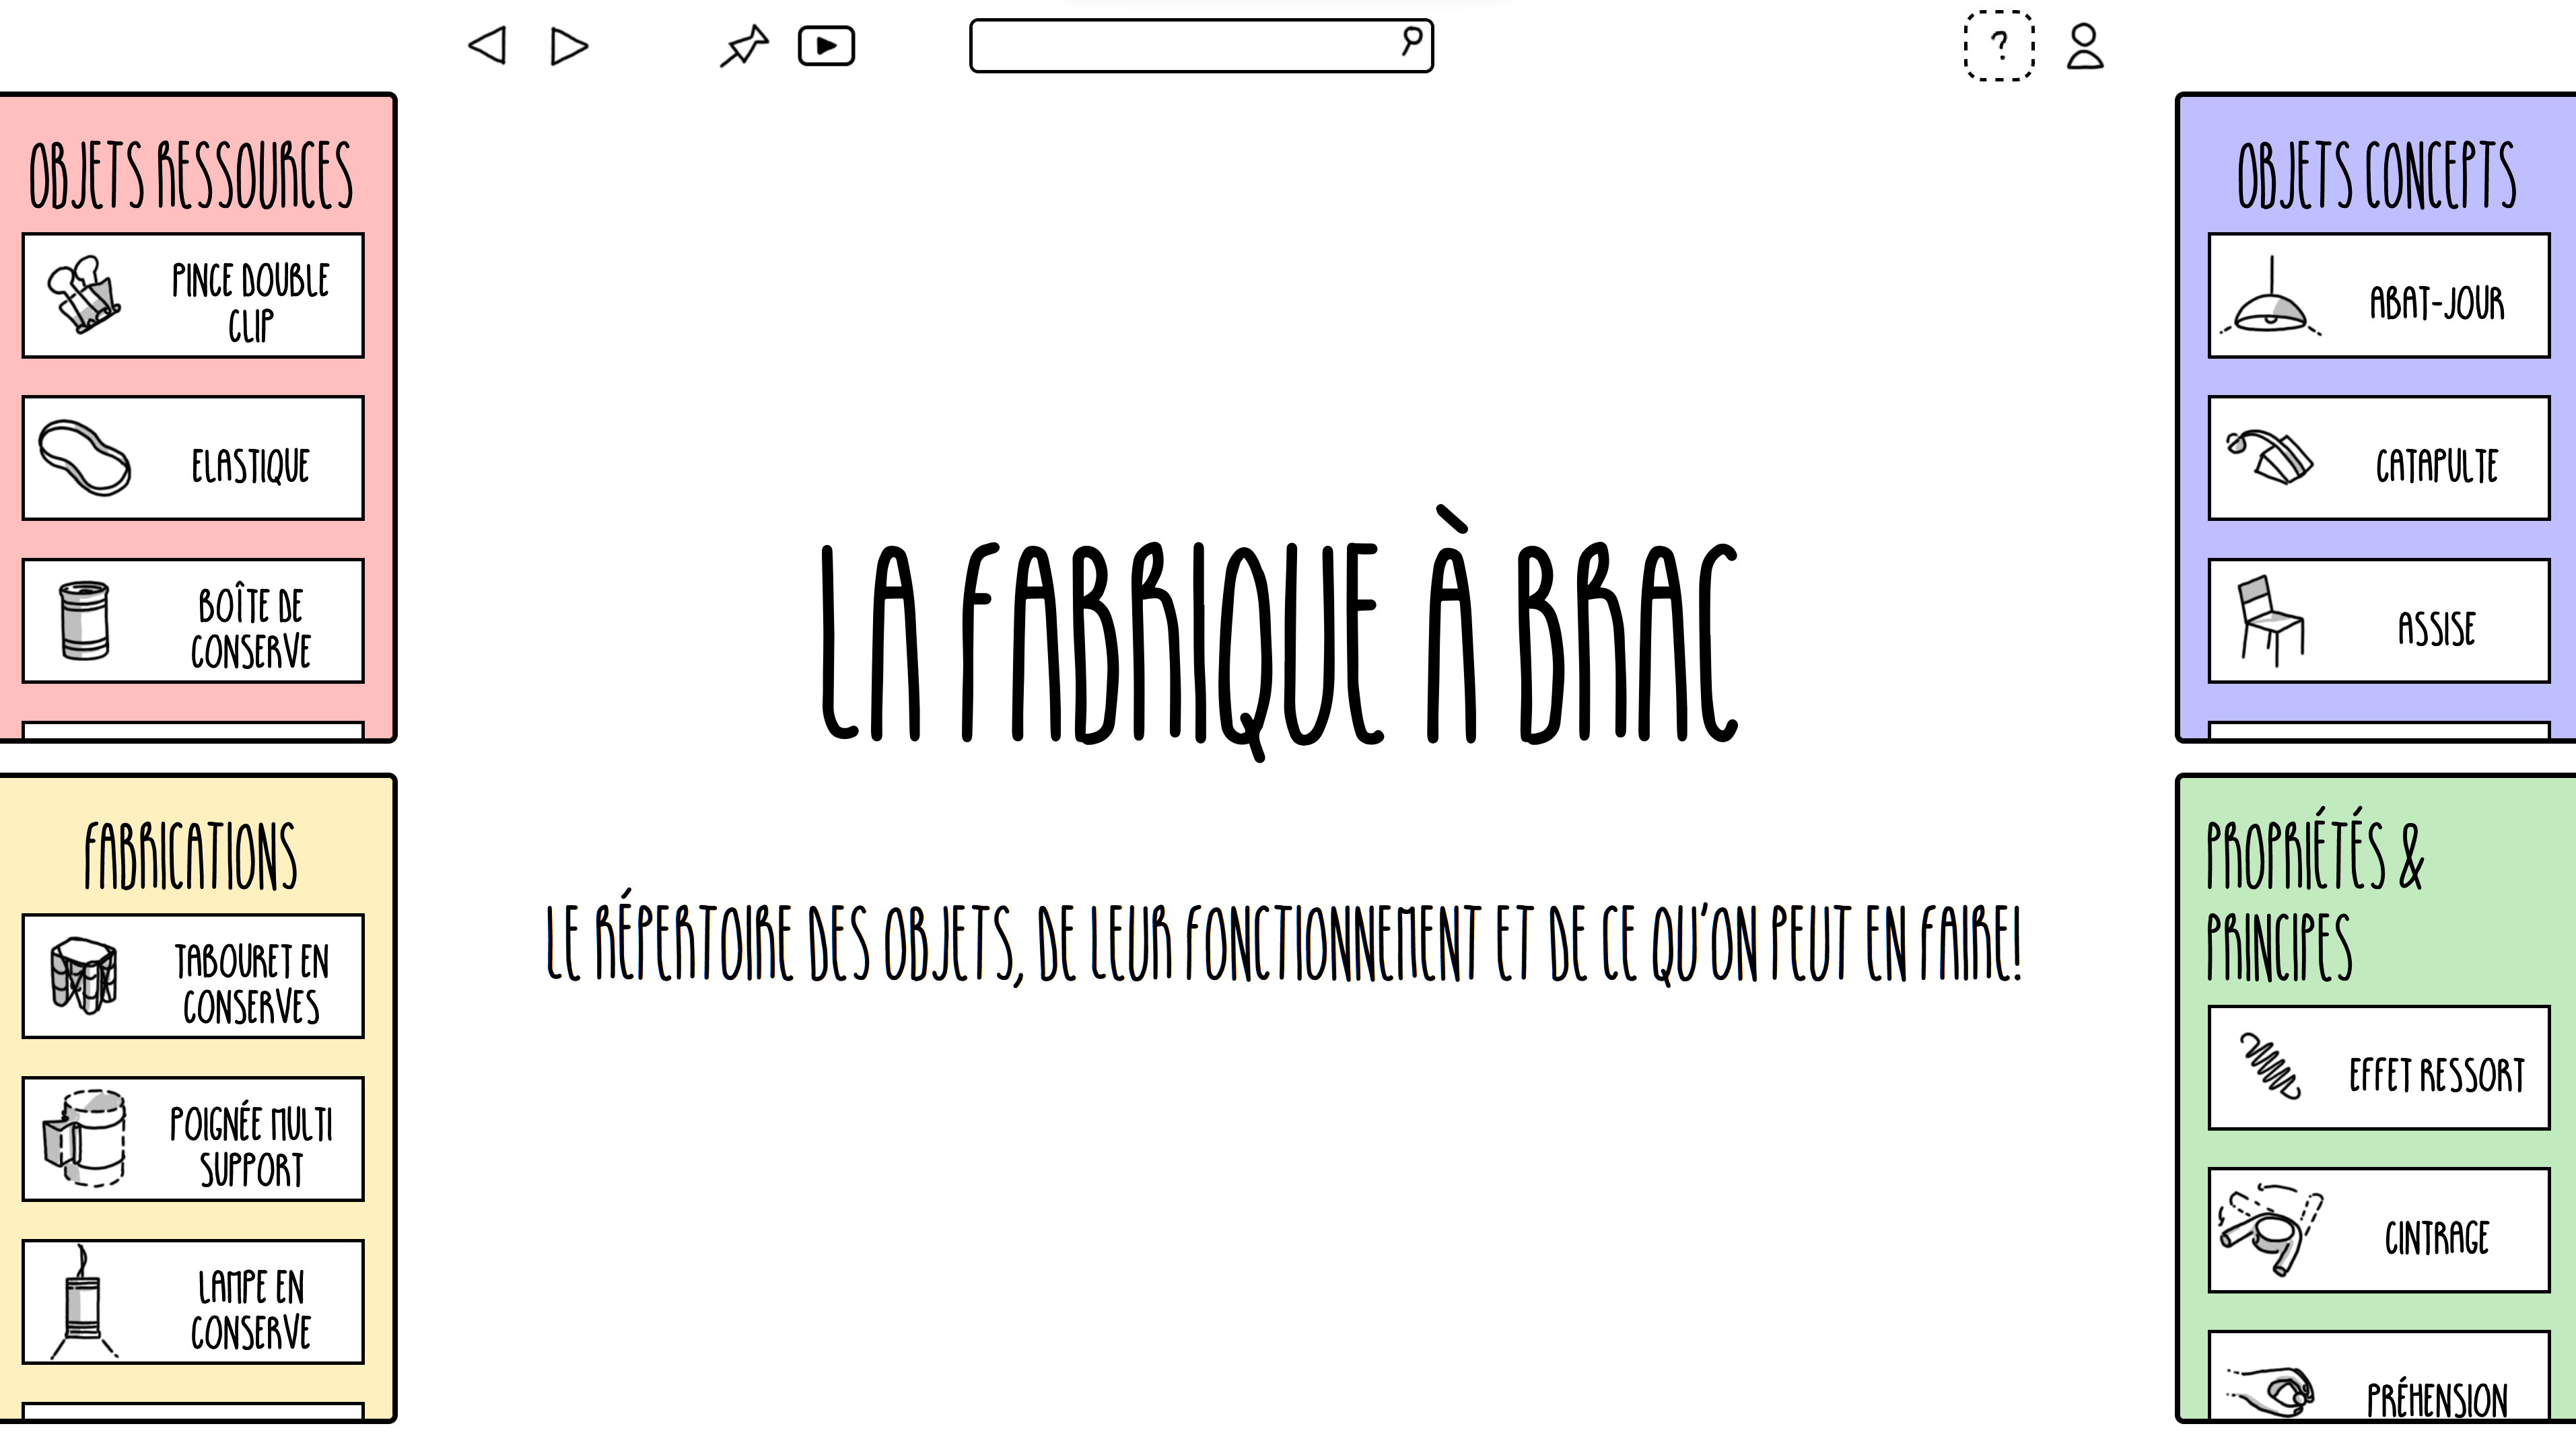 ?
OBJETS RESSOURCES
PINCE DOUBLE
CLIP
ELASTIQUE
BOÎTE DE
CONSERVE
FABRICATIONS
TABOURET EN
CONSERVES
POIGNÉE MULTI
SUPPORT
LAMPE EN
CONSERVE
LA FABRIQUE À BRAC
LE RÉPERTOIRE DES OBJETS, DE LEUR FONCTIONNEMENT ET DE CE QU'ON PEUT EN FAIRE!
OBJETS CONCEPTS
ABAT-JOUR
CATAPULTE
ASSISE
PROPRIÉTÉS &
PRINCIPES
EFFET RESSORT
CINTRAGE
PRÉHENSION